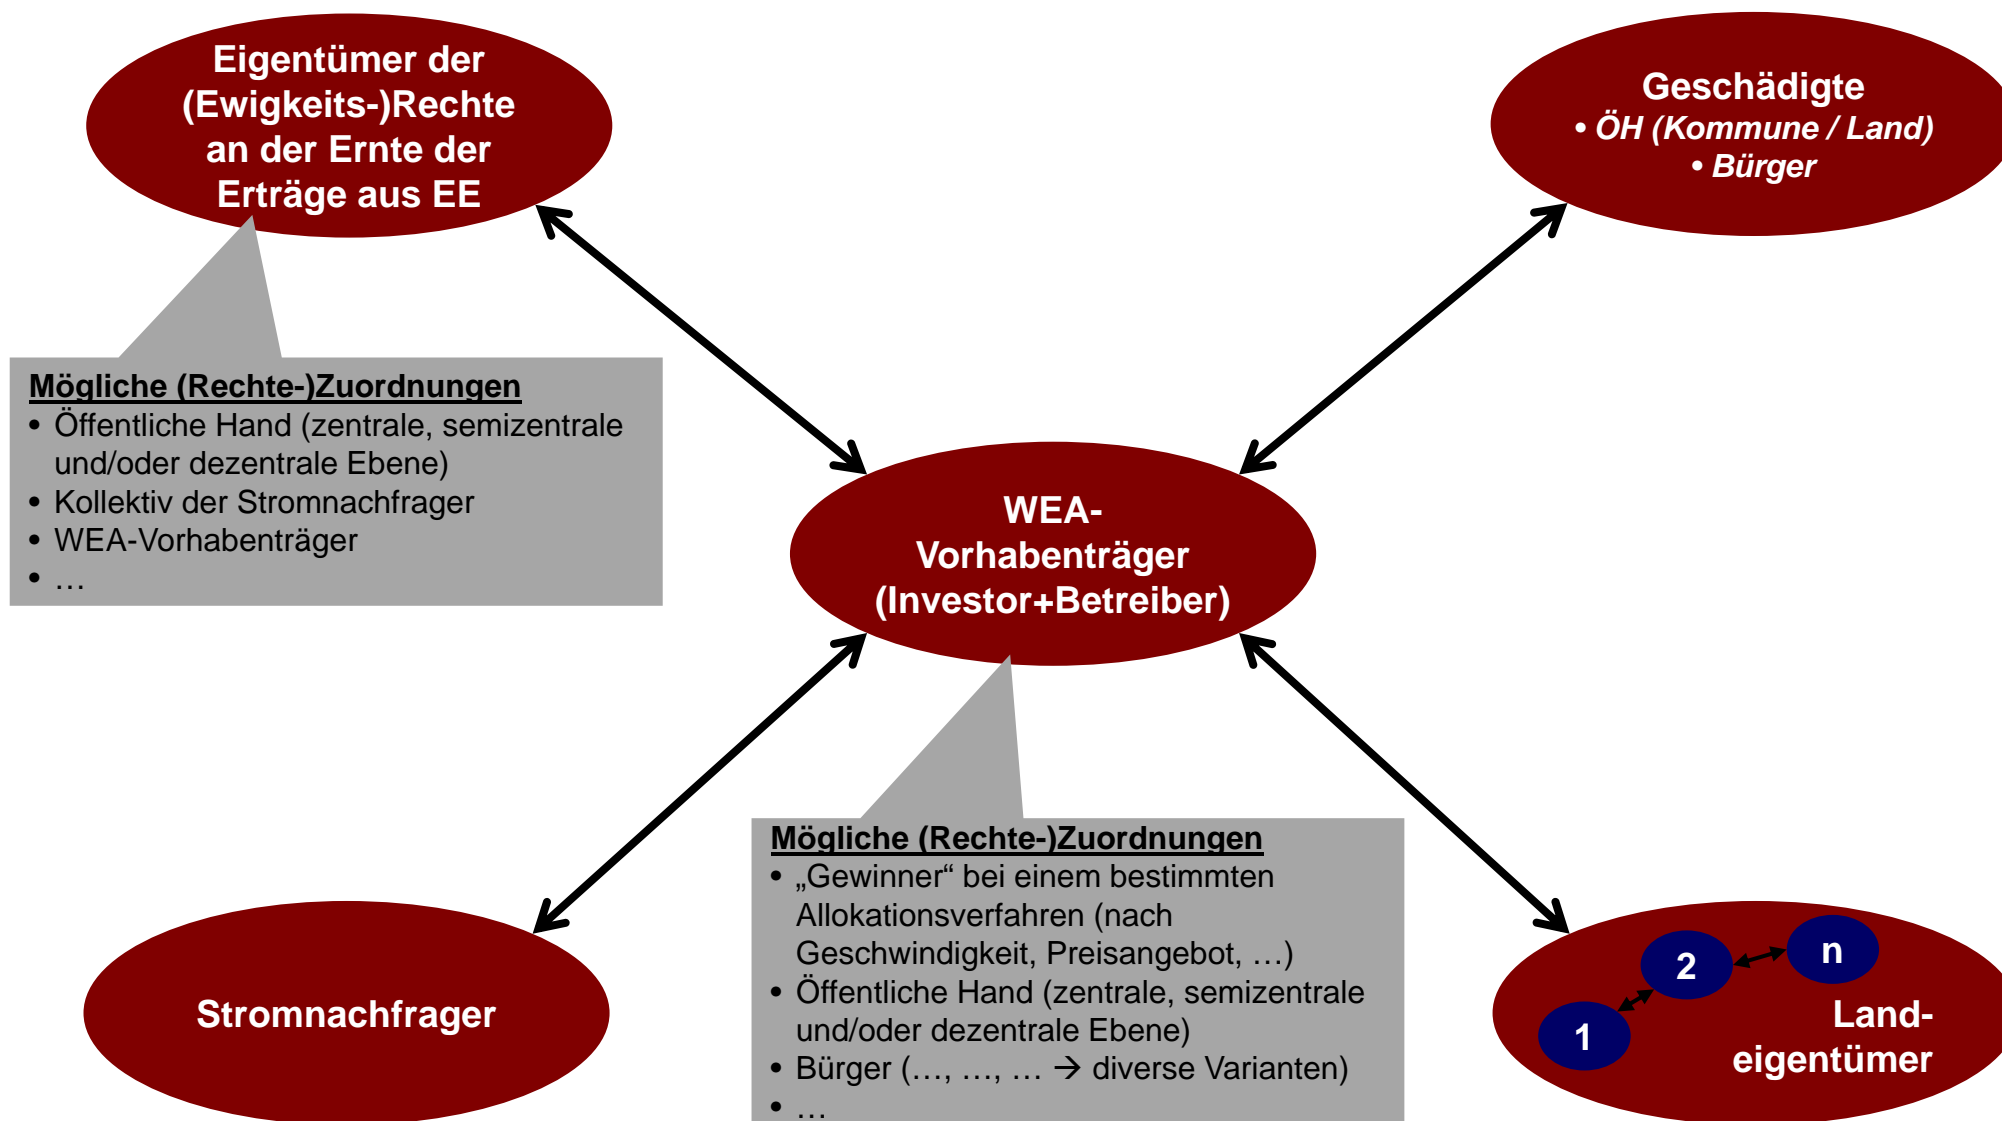 Eigentümer der
(Ewigkeits-)Rechte
an der Ernte der
Erträge aus EE
Geschädigte
• ÖH (Kommune / Land)
• Bürger
Mögliche (Rechte-)Zuordnungen
• Öffentliche Hand (zentrale, semizentrale
und/oder dezentrale Ebene)
• Kollektiv der Stromnachfrager
• WEA-Vorhabenträger
• …
WEA-
Vorhabenträger
(Investor+Betreiber)
Mögliche (Rechte-)Zuordnungen
• „Gewinner“ bei einem bestimmten
Allokationsverfahren (nach
Geschwindigkeit, Preisangebot, …)
• Öffentliche Hand (zentrale, semizentrale
und/oder dezentrale Ebene)
• Bürger (…, …, … → diverse Varianten)
• …
Stromnachfrager
1
2
n
Land-
eigentümer